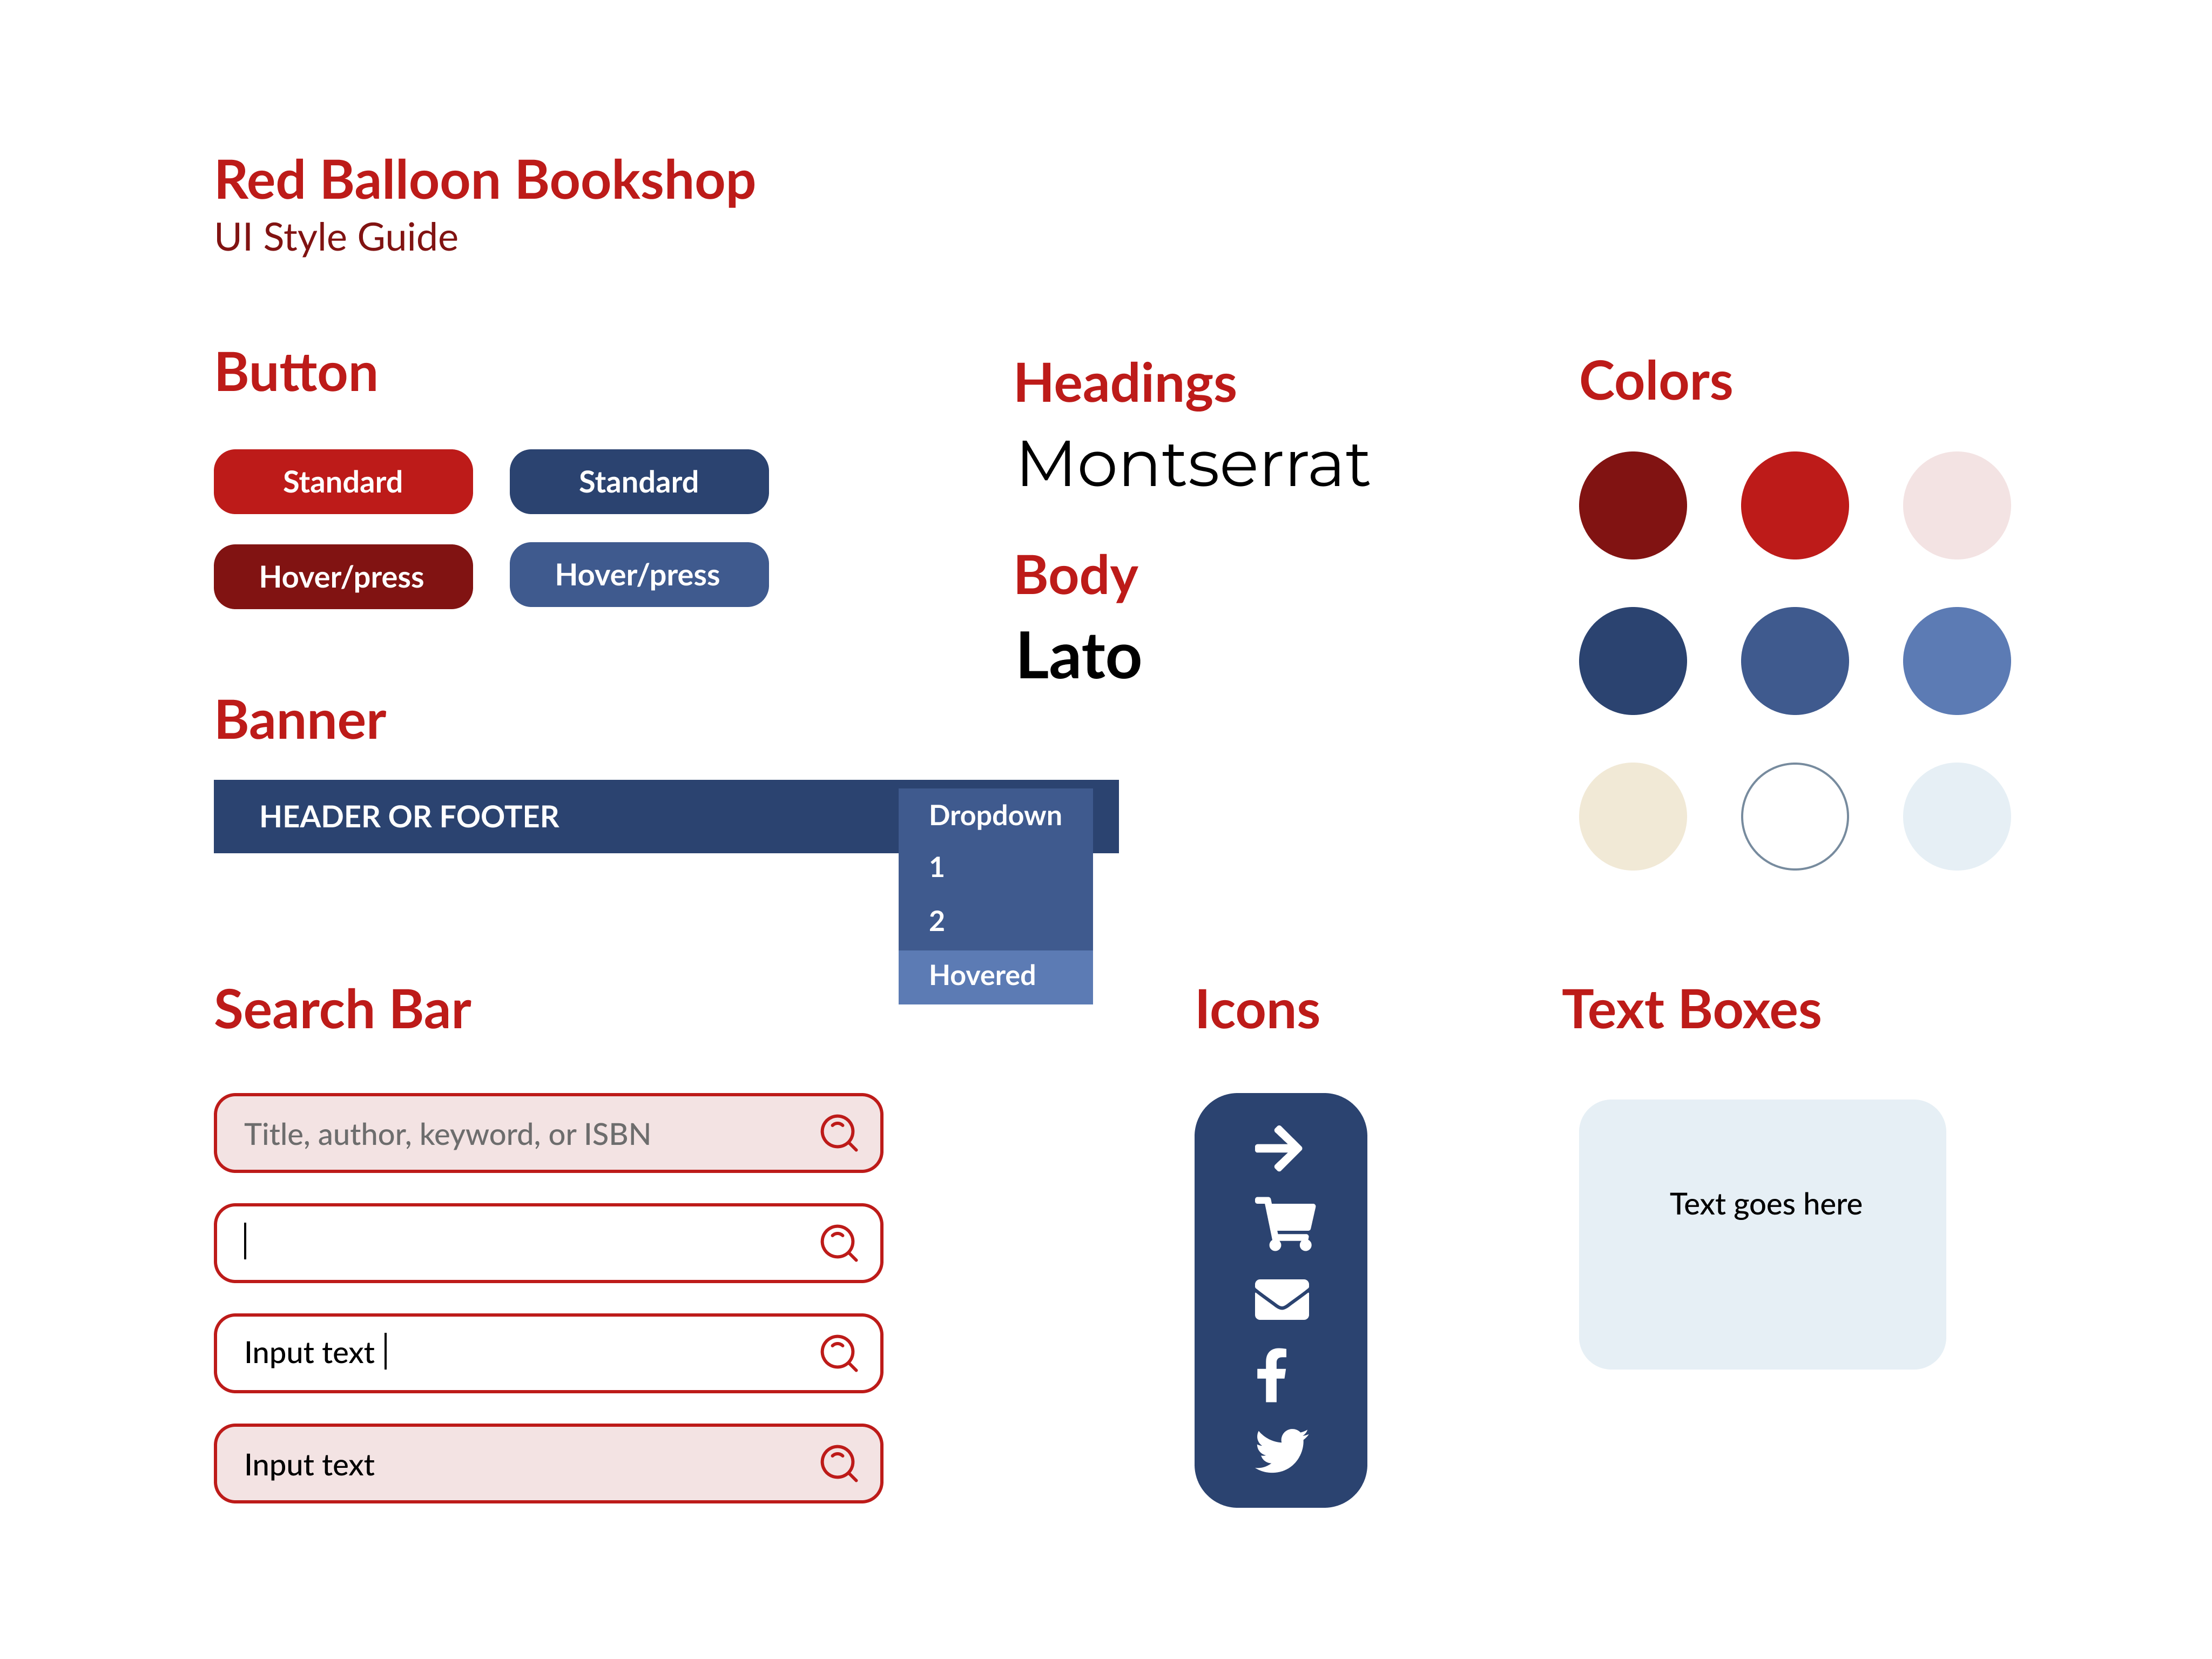 Red Balloon Bookshop
UI Style Guide
Button
Standard
Standard
Hover/press
Hover/press
Headings
Montserrat
Body
Lato
Colors
Banner
HEADER OR FOOTER
Dropdown
1
2
Hovered
Search Bar
Title, author, keyword, or ISBN
Input text
Input text
Icons
Text Boxes
Text goes here